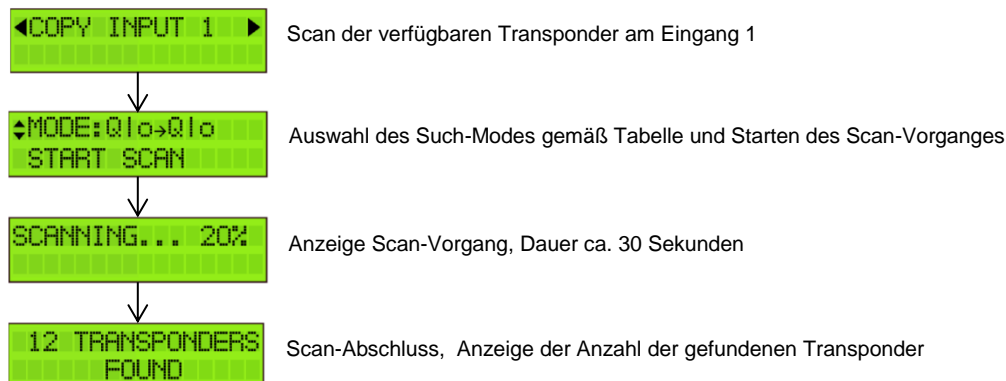 ◀COPY INPUT 1 ▶
Scan der verfügbaren Transponder am Eingang 1
MODE:Qlo→Qlo
START SCAN
Auswahl des Such-Modes gemäß Tabelle und Starten des Scan-Vorganges
SCANNING... 20%
Anzeige Scan-Vorgang, Dauer ca. 30 Sekunden
12 TRANSPONDERS
FOUND
Scan-Abschluss, Anzeige der Anzahl der gefundenen Transponder